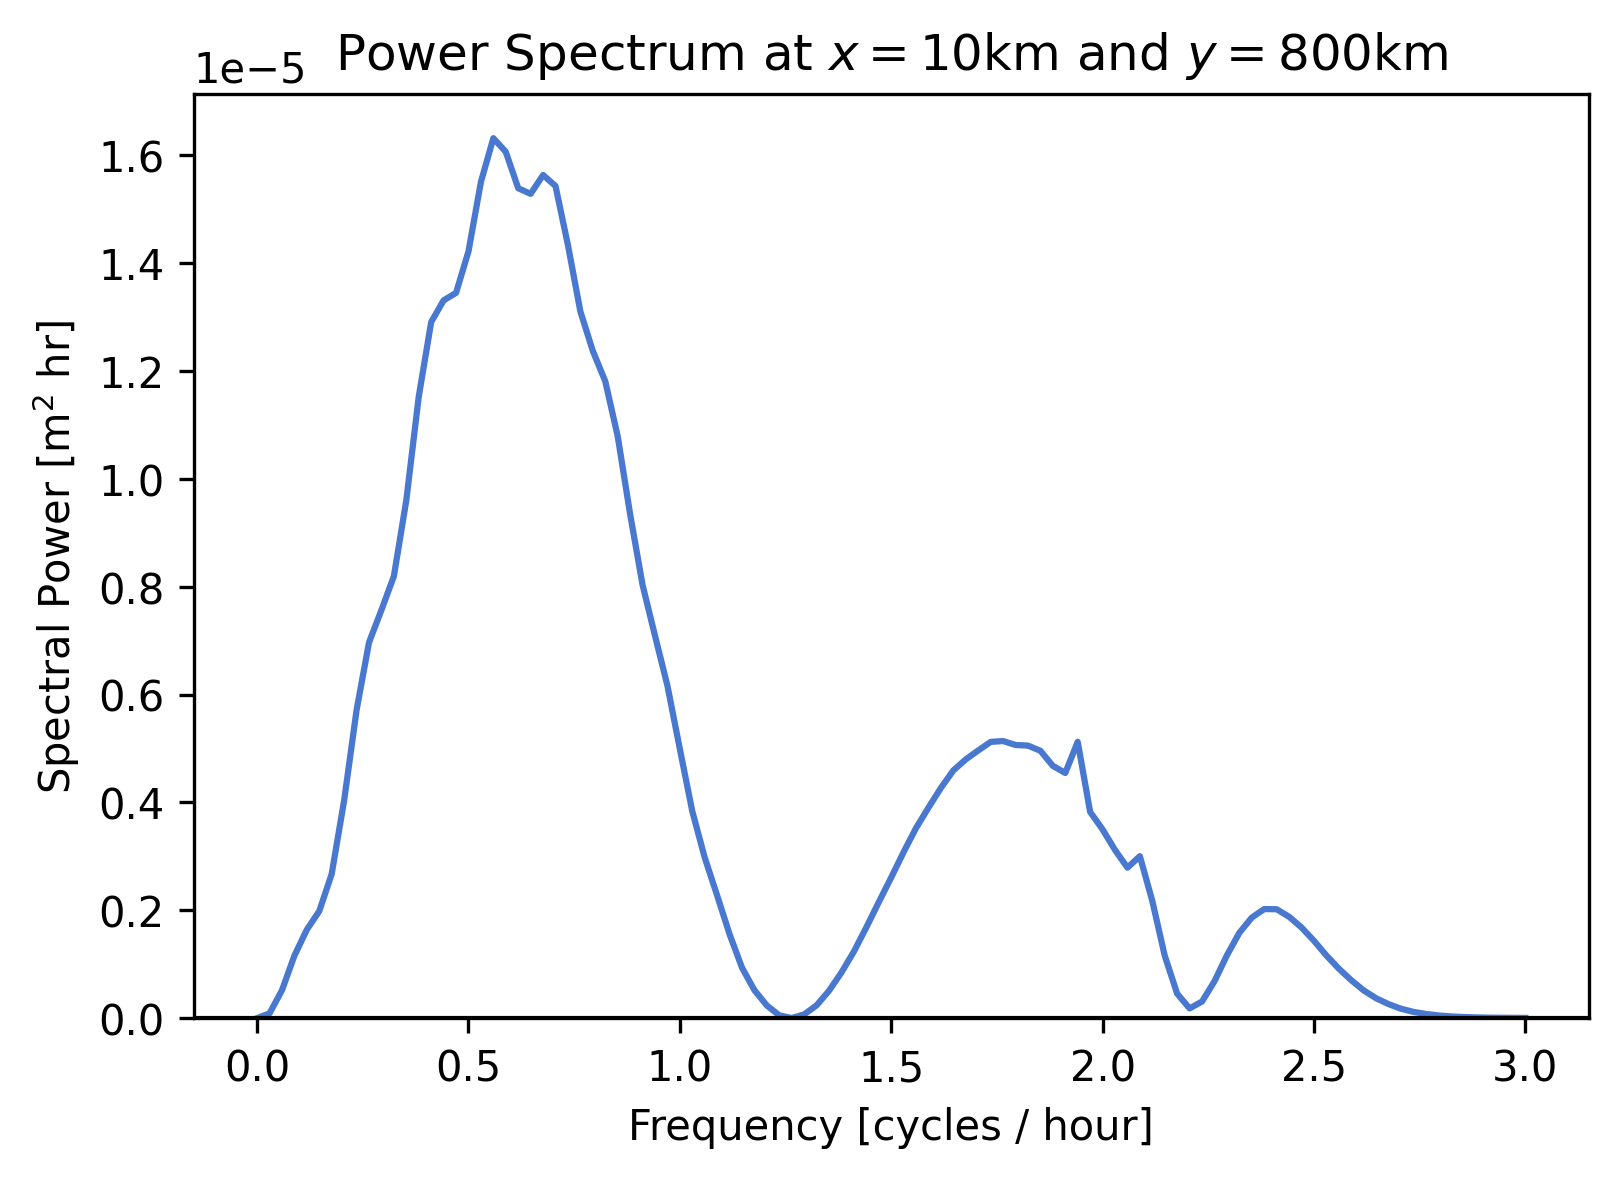 Power Spectrum at x = 10km and y = 800km
1e−5
1.6
1.4
1.2
1.0
0.8
0.6
0.4
0.2
0.0
Spectral Power [m² hr]
0.0 0.5 1.0 1.5 2.0 2.5 3.0
Frequency [cycles / hour]